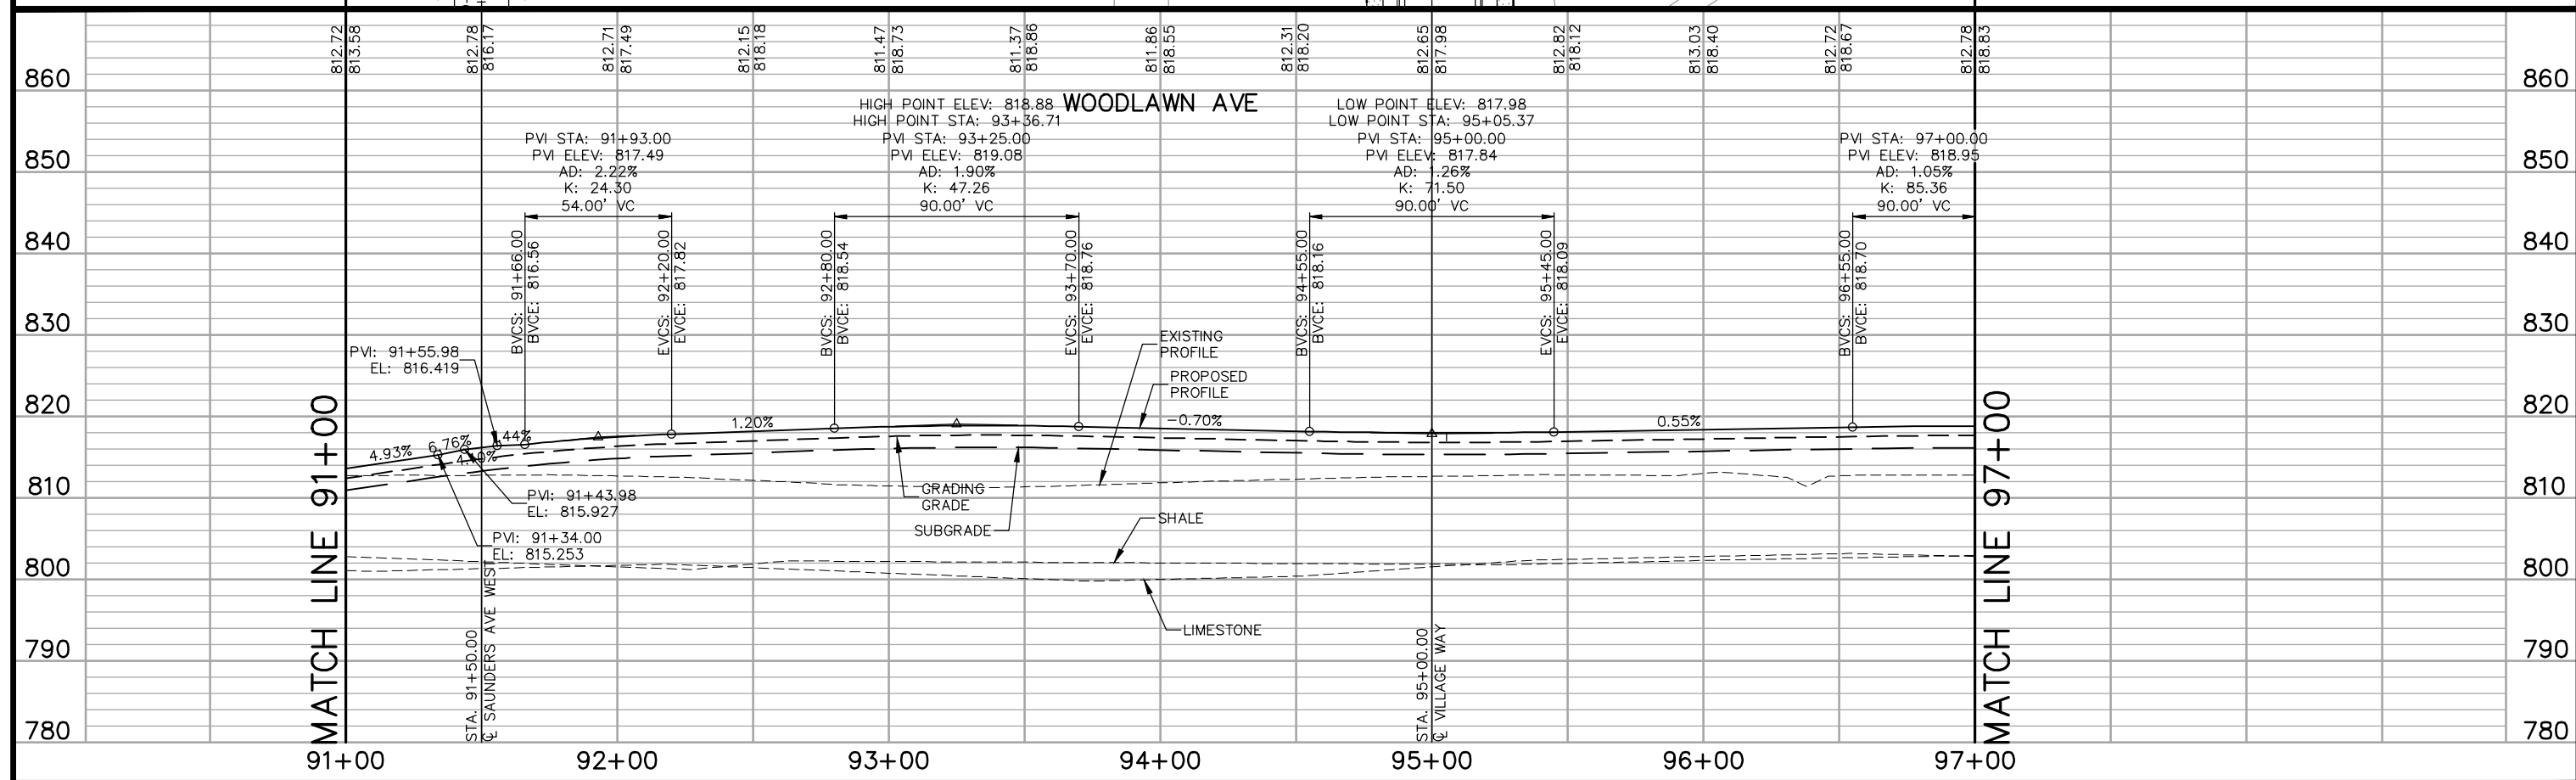 812.72
813.58
812.78
816.17
812.71
817.49
812.15
818.18
811.47
818.73
811.37
818.86
811.86
818.55
812.31
818.20
812.65
817.98
812.82
818.12
813.03
818.40
812.72
818.67
812.78
818.83
860
860
WOODLAWN AVE
HIGH POINT ELEV: 818.88
HIGH POINT STA: 93+36.71
PVI STA: 93+25.00
PVI ELEV: 819.08
AD: 1.90%
K: 47.26
90.00' VC
LOW POINT ELEV: 817.98
LOW POINT STA: 95+05.37
PVI STA: 95+00.00
PVI ELEV: 817.84
AD: 1.26%
K: 71.50
90.00' VC
PVI STA: 91+93.00
PVI ELEV: 817.49
AD: 2.22%
K: 24.30
54.00' VC
PVI STA: 97+00.00
PVI ELEV: 818.95
AD: 1.05%
K: 85.36
90.00' VC
850
850
840
840
BVCS: 91+66.00
BVCE: 816.56
EVCS: 92+20.00
EVCE: 817.82
BVCS: 92+80.00
BVCE: 818.54
EVCS: 93+70.00
EVCE: 818.76
BVCS: 94+55.00
BVCE: 818.16
EVCS: 95+45.00
EVCE: 818.09
BVCS: 96+55.00
BVCE: 818.70
830
830
PVI: 91+55.98
EL: 816.419
EXISTING
PROFILE
PROPOSED
PROFILE
820
820
4.93%
6.76%
1.20%
-0.70%
0.55%
810
810
PVI: 91+43.98
EL: 815.927
GRADING
GRADE
SUBGRADE
SHALE
PVI: 91+34.00
EL: 815.253
LIMESTONE
800
800
790
790
780
780
MATCH LINE 91+00
STA. 91+50.00
℄ SAUNDERS AVE WEST
STA. 95+00.00
℄ VILLAGE WAY
MATCH LINE 97+00
91+00
92+00
93+00
94+00
95+00
96+00
97+00